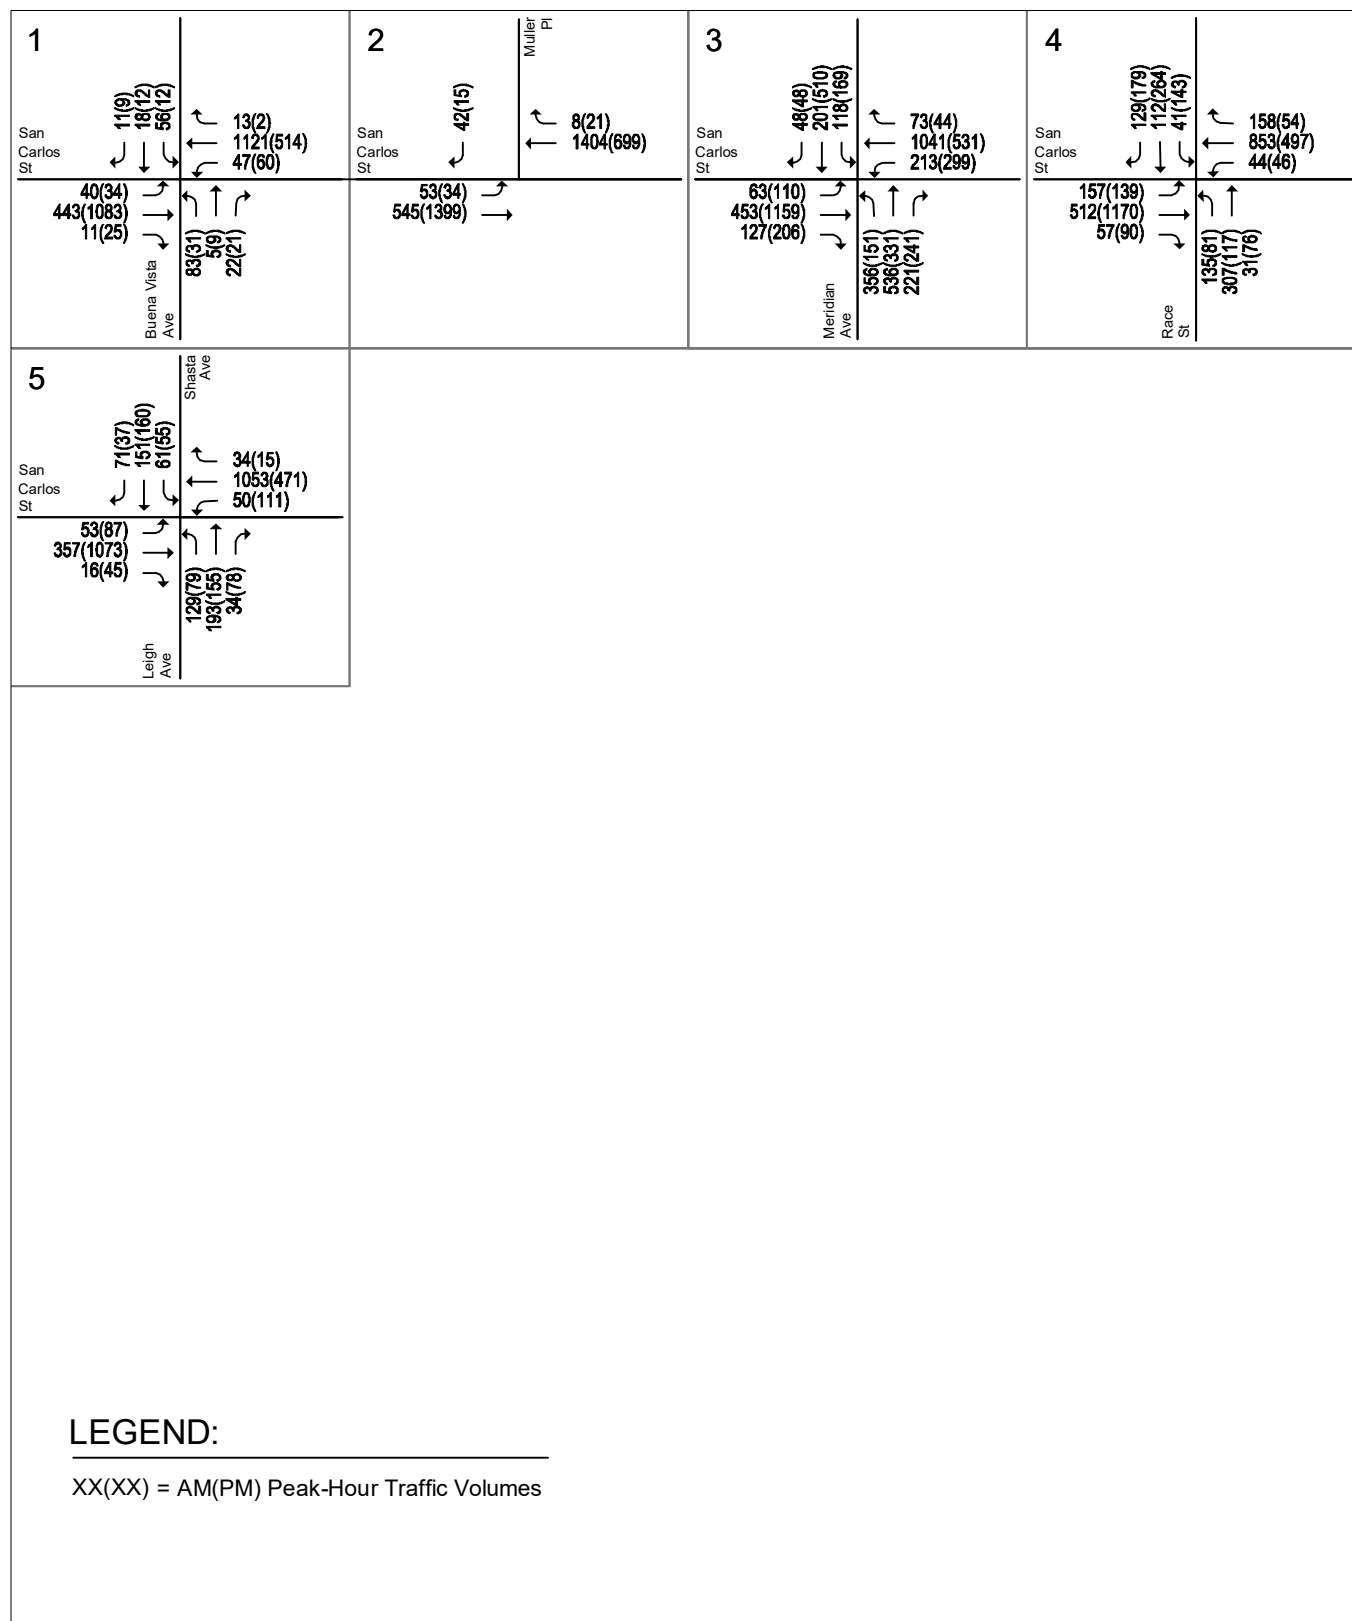 1
11(9)
18(12)
56(12)
San
Carlos
St
13(2)
1121(514)
47(60)
40(34)
443(1083)
11(25)
83(31)
5(9)
22(21)
Buena Vista
Ave
2
Muller
Pl
42(15)
San
Carlos
St
8(21)
1404(699)
53(34)
545(1399)
3
48(48)
201(510)
118(169)
San
Carlos
St
73(44)
1041(531)
213(299)
63(110)
453(1159)
127(206)
356(151)
536(331)
221(241)
Meridian
Ave
4
129(179)
112(264)
41(143)
San
Carlos
St
158(54)
853(497)
44(46)
157(139)
512(1170)
57(90)
135(81)
307(117)
31(76)
Race
St
5
Shasta
Ave
71(37)
151(160)
61(55)
San
Carlos
St
34(15)
1053(471)
50(111)
53(87)
357(1073)
16(45)
129(79)
193(155)
34(78)
Leigh
Ave
LEGEND:
XX(XX) = AM(PM) Peak-Hour Traffic Volumes